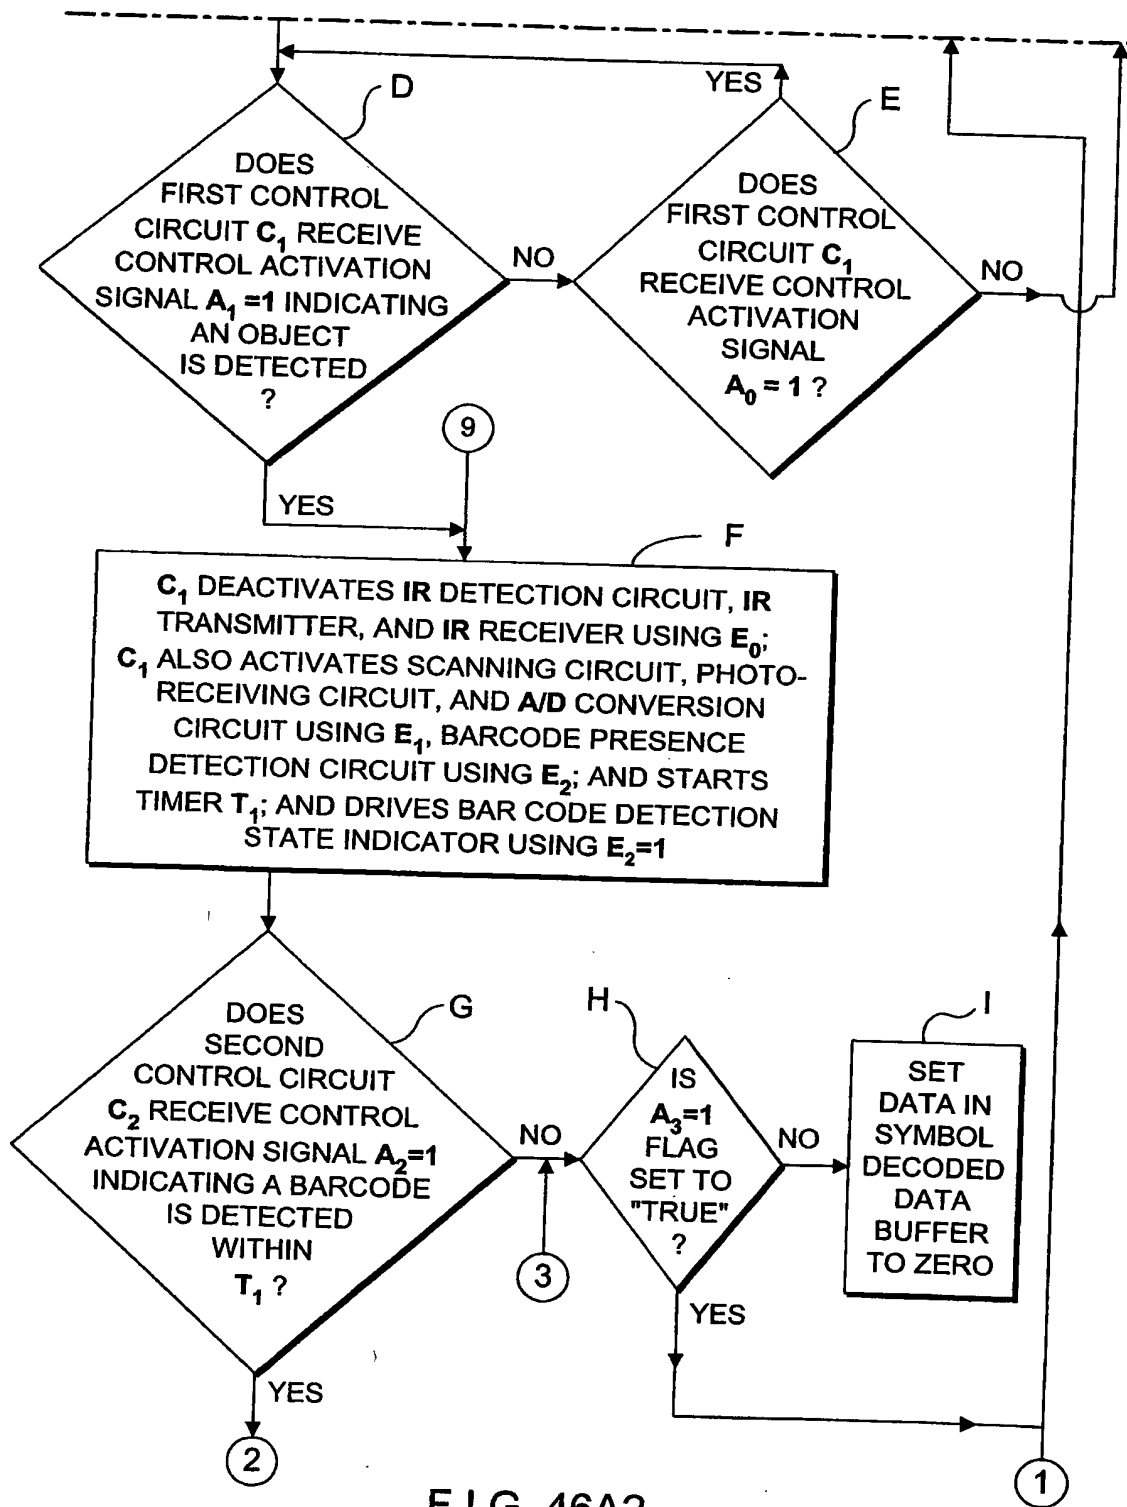 YES
D
E
DOES
FIRST CONTROL
CIRCUIT C1 RECEIVE
CONTROL ACTIVATION
SIGNAL A1 =1 INDICATING
AN OBJECT
IS DETECTED
?
NO
DOES
FIRST CONTROL
CIRCUIT C1
RECEIVE CONTROL
ACTIVATION
SIGNAL
A0 = 1 ?
NO
9
YES
F
C1 DEACTIVATES IR DETECTION CIRCUIT, IR
TRANSMITTER, AND IR RECEIVER USING E0;
C1 ALSO ACTIVATES SCANNING CIRCUIT, PHOTO-
RECEIVING CIRCUIT, AND A/D CONVERSION
CIRCUIT USING E1, BARCODE PRESENCE
DETECTION CIRCUIT USING E2; AND STARTS
TIMER T1; AND DRIVES BAR CODE DETECTION
STATE INDICATOR USING E2=1
G
DOES
SECOND
CONTROL CIRCUIT
C2 RECEIVE CONTROL
ACTIVATION SIGNAL A2=1
INDICATING A BARCODE
IS DETECTED
WITHIN
T1 ?
NO
3
H
IS
A3=1
FLAG
SET TO
"TRUE"
?
NO
I
SET
DATA IN
SYMBOL
DECODED
DATA
BUFFER
TO ZERO
YES
YES
2
1
FIG. 46A2